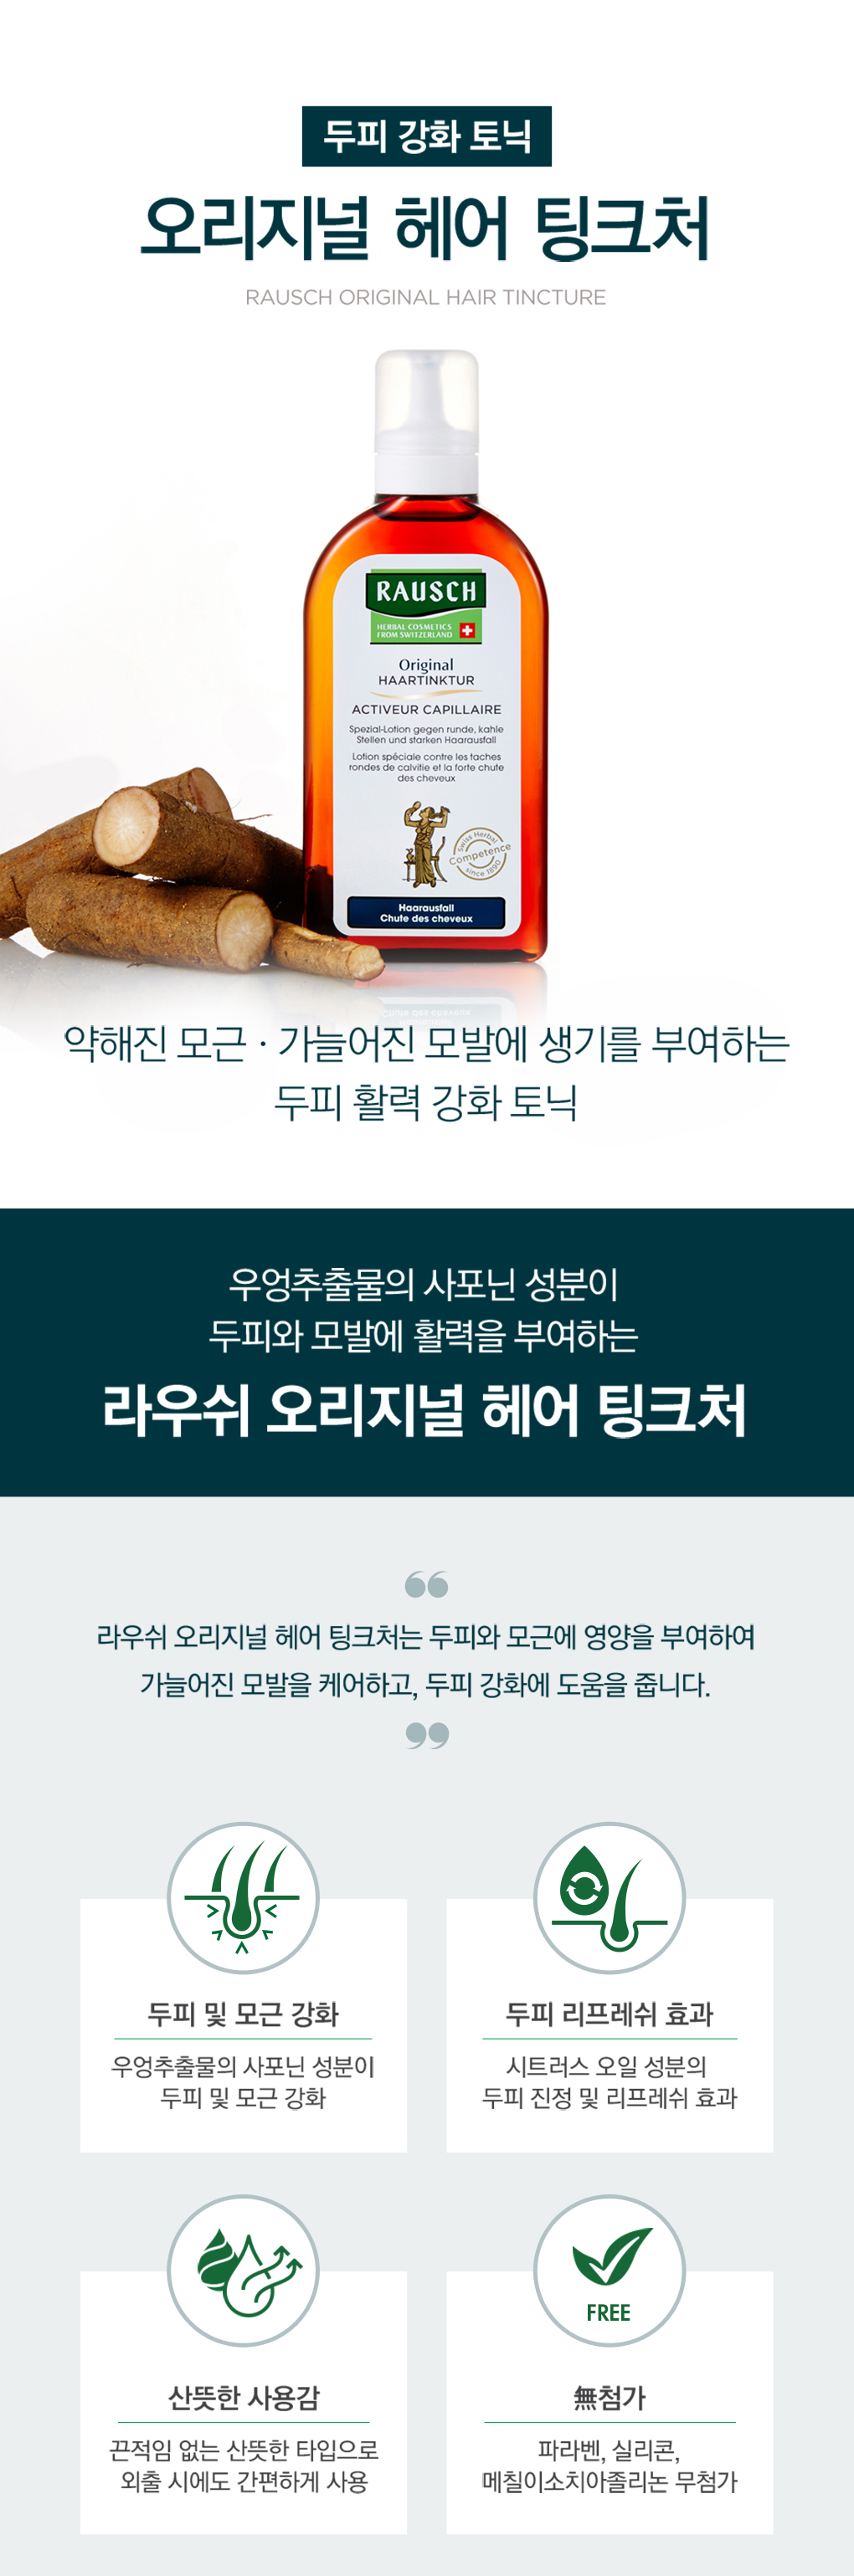 두피 강화 토닉
오리지널 헤어 팅크처
RAUSCH ORIGINAL HAIR TINCTURE
RAUSCH
HERBAL COSMETICS
FROM SWITZERLAND
Original
HAARTINKTUR
ACTIVEUR CAPILLAIRE
Spezial-Lotion gegen runde, kahle
Stellen und starken Haarausfall
Lotion spéciale contre les taches
rondes de calvitie et la forte chute
des cheveux
Swiss Herbal
Competence
since 1890
Haarausfall
Chute des cheveux
약해진 모근 · 가늘어진 모발에 생기를 부여하는
두피 활력 강화 토닉
우엉추출물의 사포닌 성분이
두피와 모발에 활력을 부여하는
라우쉬 오리지널 헤어 팅크처
“
라우쉬 오리지널 헤어 팅크처는 두피와 모근에 영양을 부여하여
가늘어진 모발을 케어하고, 두피 강화에 도움을 줍니다.
”
두피 및 모근 강화
우엉추출물의 사포닌 성분이
두피 및 모근 강화
두피 리프레쉬 효과
시트러스 오일 성분의
두피 진정 및 리프레쉬 효과
산뜻한 사용감
끈적임 없는 산뜻한 타입으로
외출 시에도 간편하게 사용
FREE
無첨가
파라벤, 실리콘,
메칠이소치아졸리논 무첨가